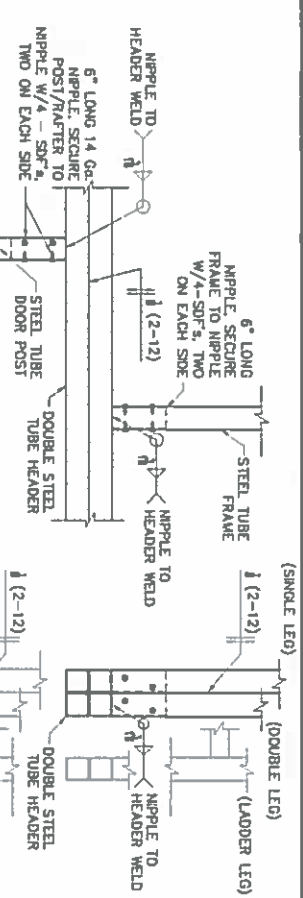 NIPPLE TO
HEADER WELD
6" LONG 14 Ga.
NIPPLE. SECURE
POST/RAFTER TO
NIPPLE W/4 - SDF's,
TWO ON EACH SIDE
STEEL TUBE
DOOR POST
DOUBLE STEEL
TUBE HEADER
(2-12)
6" LONG
NIPPLE. SECURE
FRAME TO NIPPLE
W/4-SDF's, TWO
ON EACH SIDE
STEEL TUBE
FRAME
NIPPLE TO
HEADER WELD
(SINGLE LEG)
(2-12)
(DOUBLE LEG)
(LADDER LEG)
NIPPLE TO
HEADER WELD
DOUBLE STEEL
TUBE HEADER
(2-12)